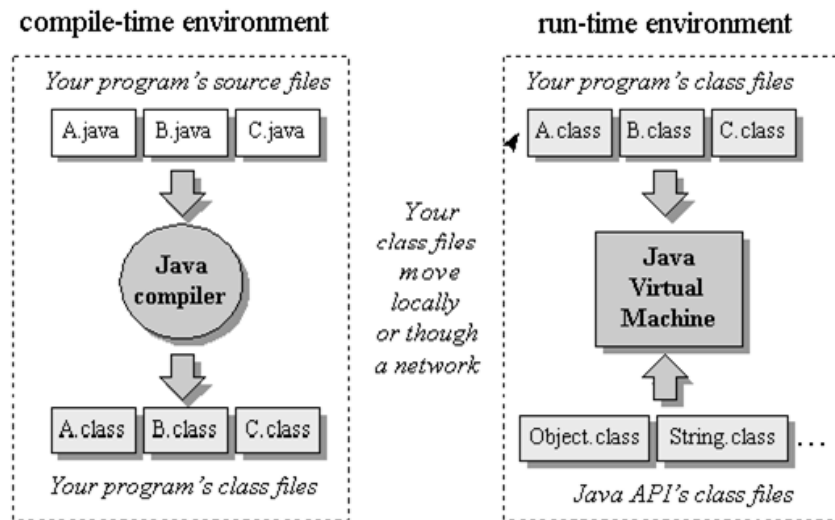 compile-time environment
Your program's source files
A.java B.java C.java
Java
compiler
A.class B.class C.class
Your program's class files
Your
class files
move
locally
or though
a network
run-time environment
Your program's class files
A.class B.class C.class
Java
Virtual
Machine
Object.class String.class ...
Java API's class files